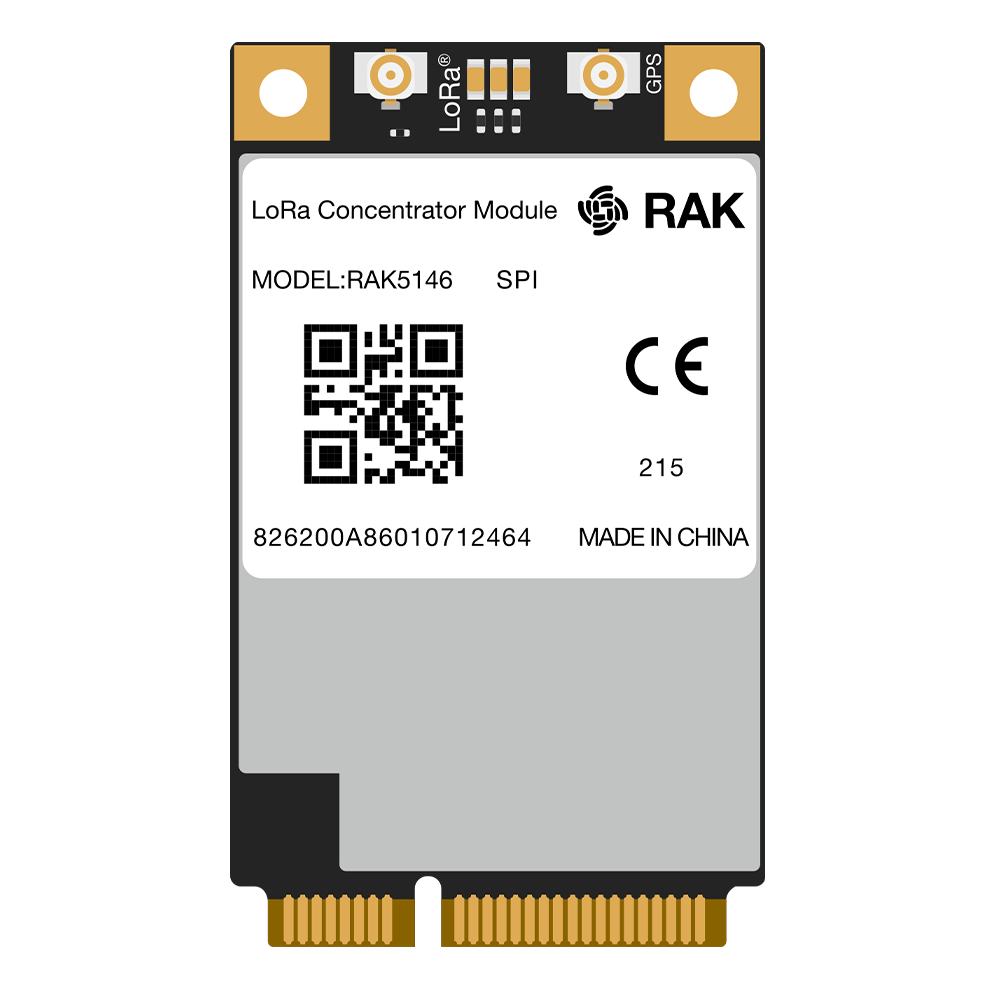 LoRa®
GPS
LoRa Concentrator Module
RAK
MODEL:RAK5146 SPI
CE
215
826200A86010712464
MADE IN CHINA